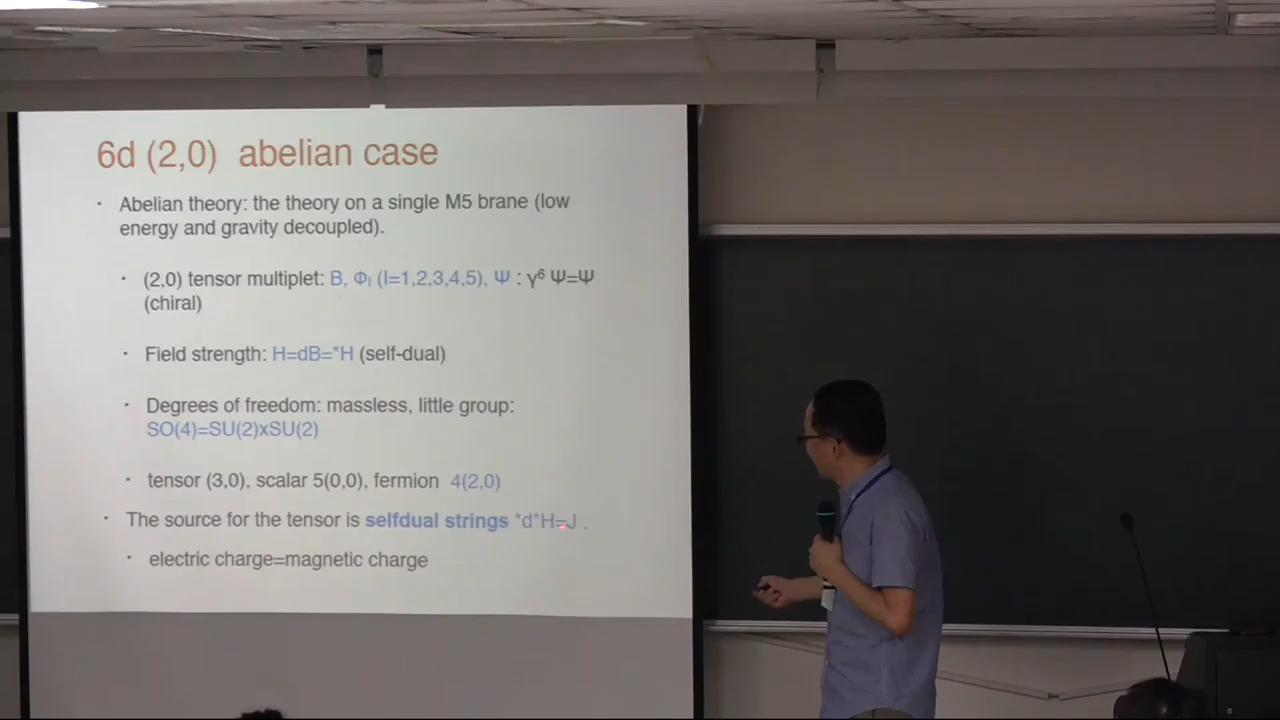 6d (2,0) abelian case
· Abelian theory: the theory on a single M5 brane (low
energy and gravity decoupled).
· (2,0) tensor multiplet: B, ΦI (I=1,2,3,4,5), Ψ : γ⁶ Ψ=Ψ
(chiral)
· Field strength: H=dB=*H (self-dual)
· Degrees of freedom: massless, little group:
SO(4)=SU(2)xSU(2)
· tensor (3,0), scalar 5(0,0), fermion 4(2,0)
· The source for the tensor is selfdual strings *d*H=J .
· electric charge=magnetic charge